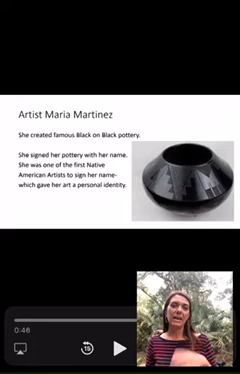 Artist Maria Martinez
She created famous Black on Black pottery.
She signed her pottery with her name.
She was one of the first Native
American Artists to sign her name-
which gave her art a personal identity.
0:46
15